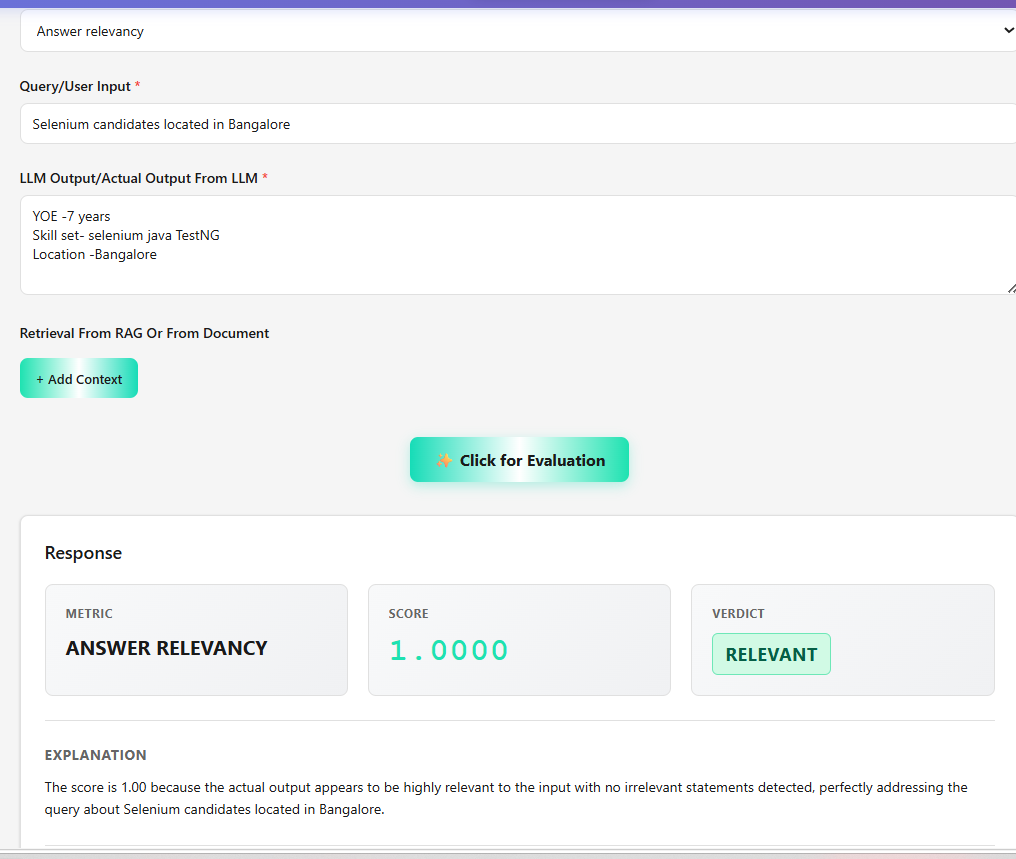 Answer relevancy
Query/User Input *
Selenium candidates located in Bangalore
LLM Output/Actual Output From LLM *
YOE -7 years
Skill set- selenium java TestNG
Location -Bangalore
Retrieval From RAG Or From Document
+ Add Context
✨ Click for Evaluation
Response
METRIC
ANSWER RELEVANCY
SCORE
1.0000
VERDICT
RELEVANT
EXPLANATION
The score is 1.00 because the actual output appears to be highly relevant to the input with no irrelevant statements detected, perfectly addressing the
query about Selenium candidates located in Bangalore.